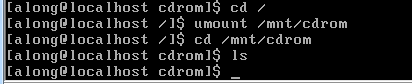 [along@localhost cdrom]$ cd /
[along@localhost /]$ umount /mnt/cdrom
[along@localhost /]$ cd /mnt/cdrom
[along@localhost cdrom]$ ls
[along@localhost cdrom]$ _